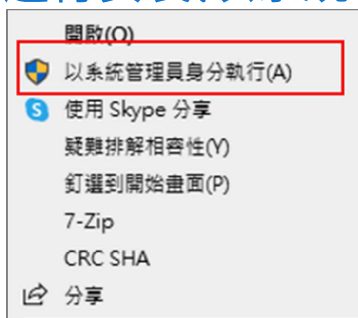 開啟(O)
以系統管理員身分執行(A)
使用 Skype 分享
疑難排解相容性(Y)
釘選到開始畫面(P)
7-Zip
CRC SHA
分享